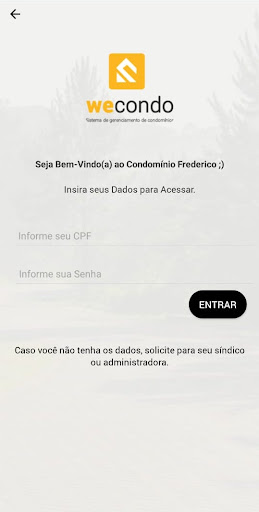 wecondo
Sistema de gerenciamento de condomínior
Seja Bem-Vindo(a) ao Condomínio Frederico ;)
Insira seus Dados para Acessar.
Informe seu CPF
Informe sua Senha
ENTRAR
Caso você não tenha os dados, solicite para seu síndico
ou administradora.